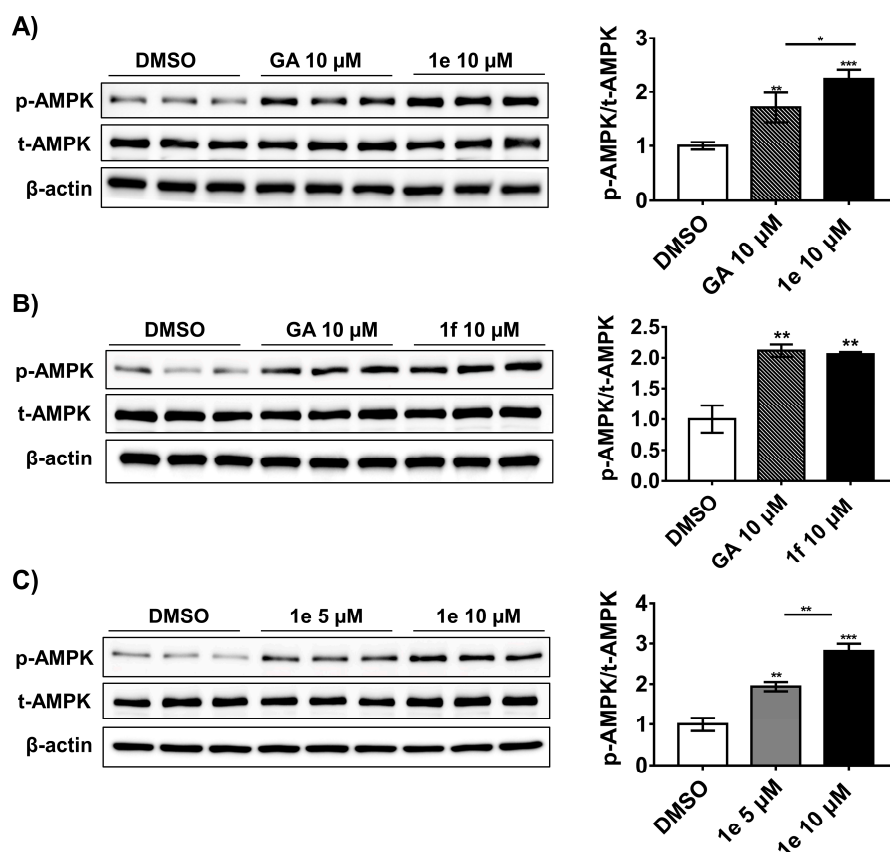 A)
DMSO GA 10 µM 1e 10 µM
p-AMPK
t-AMPK
β-actin
p-AMPK/t-AMPK
3
2
1
0
** *** *
DMSO
GA 10 µM
1e 10 µM
B)
DMSO GA 10 µM 1f 10 µM
p-AMPK
t-AMPK
β-actin
p-AMPK/t-AMPK
2.5
2.0
1.5
1.0
0.5
0.0
** **
DMSO
GA 10 µM
1f 10 µM
C)
DMSO 1e 5 µM 1e 10 µM
p-AMPK
t-AMPK
β-actin
p-AMPK/t-AMPK
4
3
2
1
0
** *** **
DMSO
1e 5 µM
1e 10 µM